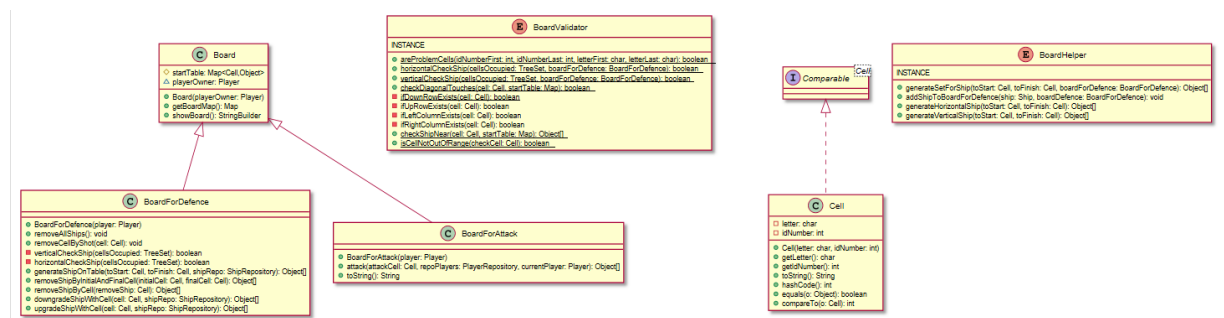 C Board
startTable: Map<Cell,Object>
playerOwner: Player
Board(playerOwner: Player)
getBoardMap(): Map
showBoard(): StringBuilder
E BoardValidator
INSTANCE
areProblemCells(idNumberFirst: int, idNumberLast: int, letterFirst: char, letterLast: char): boolean
horizontalCheckShip(cellsOccupied: TreeSet, boardForDefence: BoardForDefence): boolean
verticalCheckShip(cellsOccupied: TreeSet, boardForDefence: BoardForDefence): boolean
checkDiagonalTouches(cell: Cell, startTable: Map): boolean
ifDownRowExists(cell: Cell): boolean
ifUpRowExists(cell: Cell): boolean
ifLeftColumnExists(cell: Cell): boolean
ifRightColumnExists(cell: Cell): boolean
checkShipNear(cell: Cell, startTable: Map): Object[]
isCellNotOutOfRange(checkCell: Cell): boolean
I Comparable
Cell
E BoardHelper
INSTANCE
generateSetForShip(toStart: Cell, toFinish: Cell, boardForDefence: BoardForDefence): Object[]
addShipToBoardForDefence(ship: Ship, boardDefence: BoardForDefence): void
generateHorizontalShip(toStart: Cell, toFinish: Cell): Object[]
generateVerticalShip(toStart: Cell, toFinish: Cell): Object[]
C BoardForDefence
BoardForDefence(player: Player)
removeAllShips(): void
removeCellByShot(cell: Cell): void
verticalCheckShip(cellsOccupied: TreeSet): boolean
horizontalCheckShip(cellsOccupied: TreeSet): boolean
generateShipOnTable(toStart: Cell, toFinish: Cell, shipRepo: ShipRepository): Object[]
removeShipByInitialAndFinalCell(initialCell: Cell, finalCell: Cell): Object[]
removeShipByCell(removeShip: Cell): Object[]
downgradeShipWithCell(cell: Cell, shipRepo: ShipRepository): Object[]
upgradeShipWithCell(cell: Cell, shipRepo: ShipRepository): Object[]
C BoardForAttack
BoardForAttack(player: Player)
attack(attackCell: Cell, repoPlayers: PlayerRepository, currentPlayer: Player): Object[]
toString(): String
C Cell
letter: char
idNumber: int
Cell(letter: char, idNumber: int)
getLetter(): char
getIdNumber(): int
toString(): String
hashCode(): int
equals(o: Object): boolean
compareTo(o: Cell): int